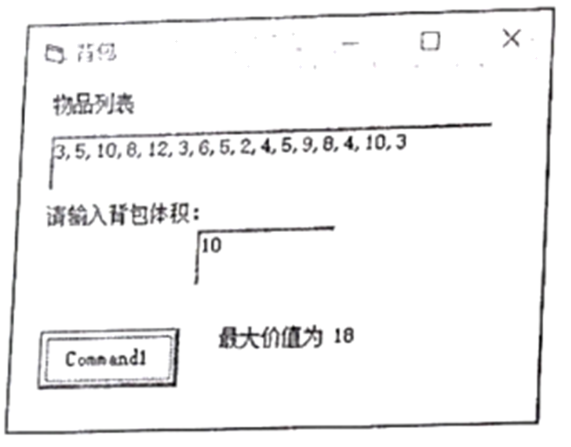 背包
物品列表
3,5,10,8,12,3,6,5,2,4,5,9,8,4,10,3
请输入背包体积:
10
Command1
最大价值为 18